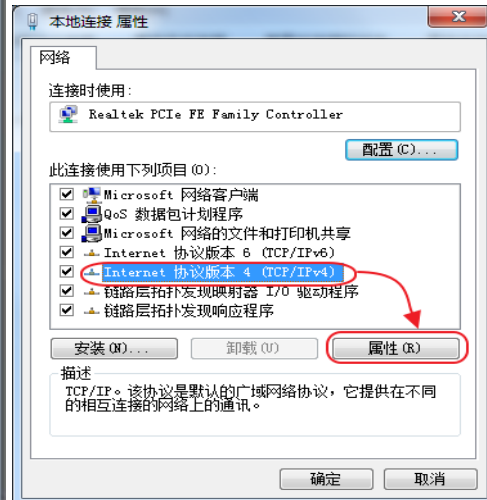 本地连接 属性
网络
连接时使用:
Realtek PCIe FE Family Controller
配置(C)...
此连接使用下列项目(O):
Microsoft 网络客户端
QoS 数据包计划程序
Microsoft 网络的文件和打印机共享
Internet 协议版本 6 (TCP/IPv6)
Internet 协议版本 4 (TCP/IPv4)
链路层拓扑发现映射器 I/O 驱动程序
链路层拓扑发现响应程序
安装(N)... 卸载(U) 属性(R)
描述
TCP/IP。该协议是默认的广域网络协议，它提供在不同
的相互连接的网络上的通讯。
确定 取消